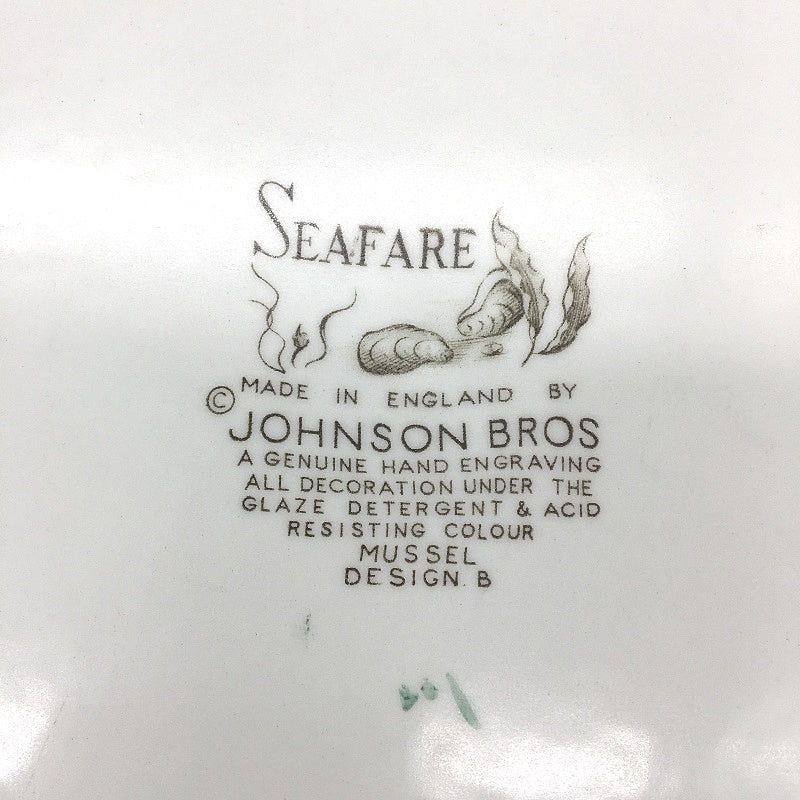 SEAFARE
© MADE IN ENGLAND BY
JOHNSON BROS
A GENUINE HAND ENGRAVING
ALL DECORATION UNDER THE
GLAZE DETERGENT & ACID
RESISTING COLOUR
MUSSEL
DESIGN. B